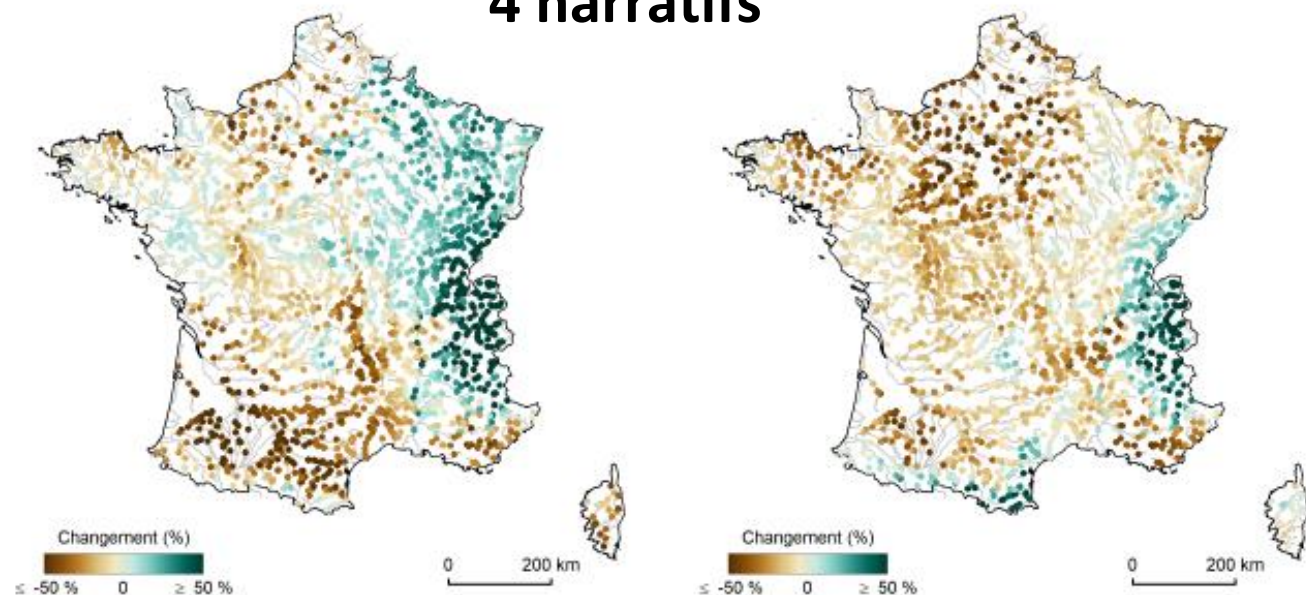 4 narratifs
Changement (%)
0 200 km
≤ -50 % 0 ≥ 50 %
Changement (%)
0 200 km
≤ -50 % 0 ≥ 50 %